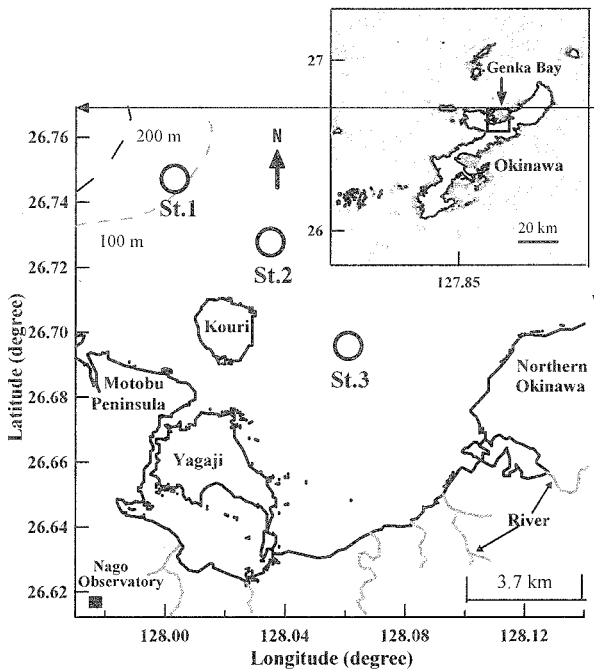 27
Genka Bay
26.76
200 m
N
26.74
St.1
Okinawa
100 m
26
20 km
26.72
St.2
127.85
26.70
Kouri
Northern
Okinawa
St.3
Motobu
Peninsula
26.68
Latitude (degree)
26.66
Yagaji
26.64
River
Nago
Observatory
26.62
3.7 km
128.00
128.04
128.08
128.12
Longitude (degree)